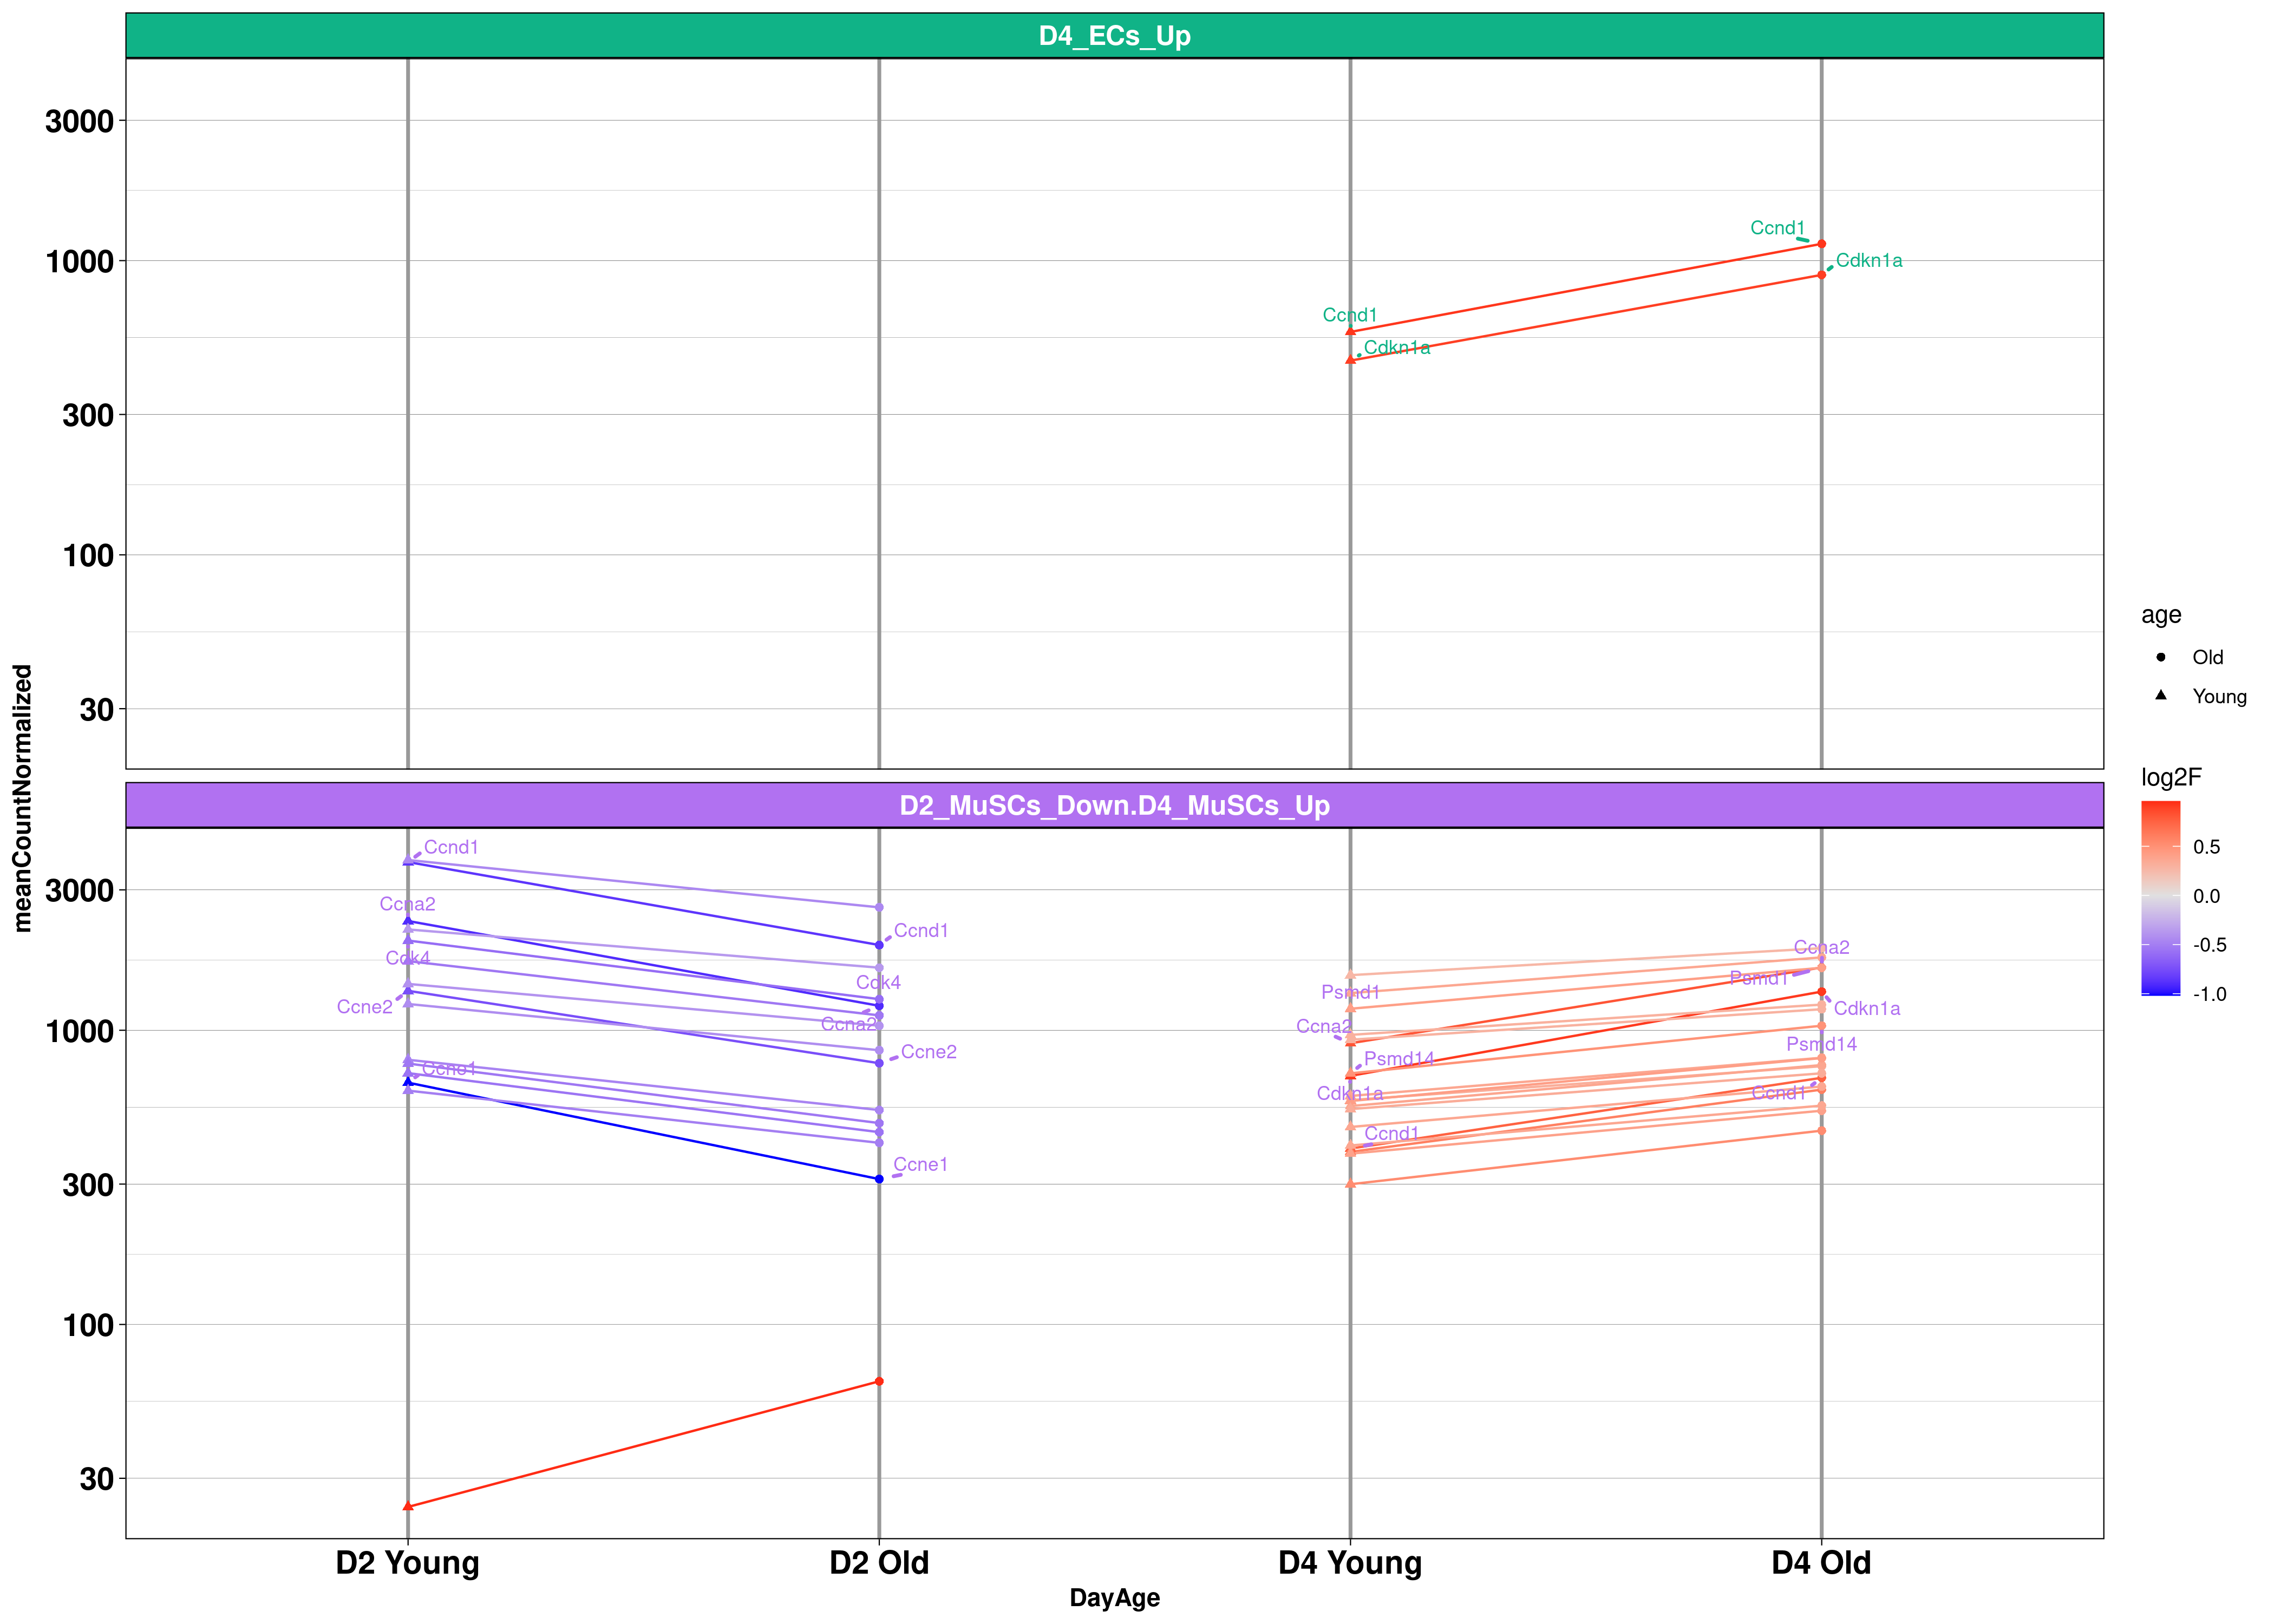 D4_ECs_Up
3000
1000
300
100
30
Ccnd1
Cdkn1a
Ccnd1
Cdkn1a
meanCountNormalized
D2_MuSCs_Down.D4_MuSCs_Up
3000
1000
300
100
30
Ccnd1
Ccna2
Cdk4
Ccne2
Ccne1
Ccnd1
Cdk4
Ccna2
Ccne2
Ccne1
Psmd1
Ccna2
Psmd14
Cdkn1a
Ccnd1
Ccna2
Psmd1
Cdkn1a
Psmd14
Ccnd1
D2 Young
D2 Old
D4 Young
D4 Old
DayAge
age
Old
Young
log2F
0.5
0.0
-0.5
-1.0